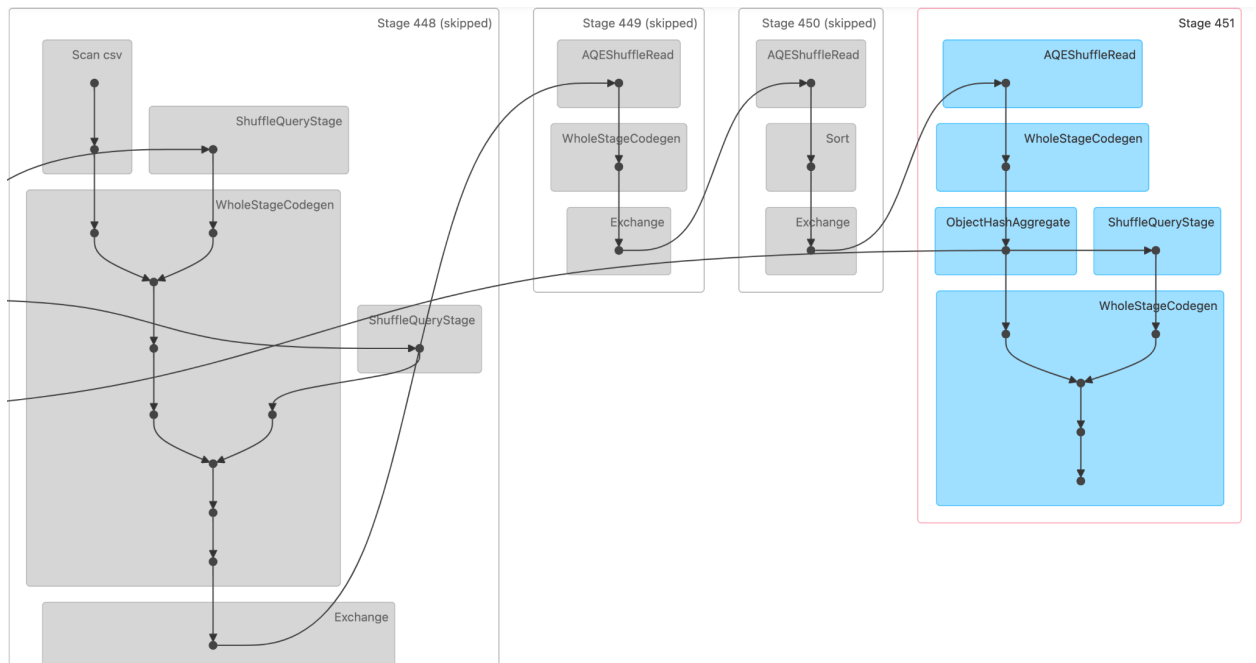 Stage 448 (skipped)
Scan csv
ShuffleQueryStage
WholeStageCodegen
ShuffleQueryStage
Exchange
Stage 449 (skipped)
AQEShuffleRead
WholeStageCodegen
Exchange
Stage 450 (skipped)
AQEShuffleRead
Sort
Exchange
Stage 451
AQEShuffleRead
WholeStageCodegen
ObjectHashAggregate
ShuffleQueryStage
WholeStageCodegen